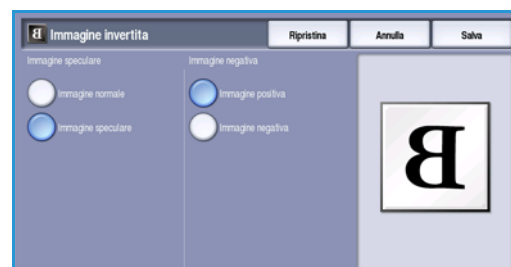 B Immagine invertita Ripristina Annulla Salva
Immagine speculare Immagine negativa
Immagine normale Immagine positiva
Immagine speculare Immagine negativa
B